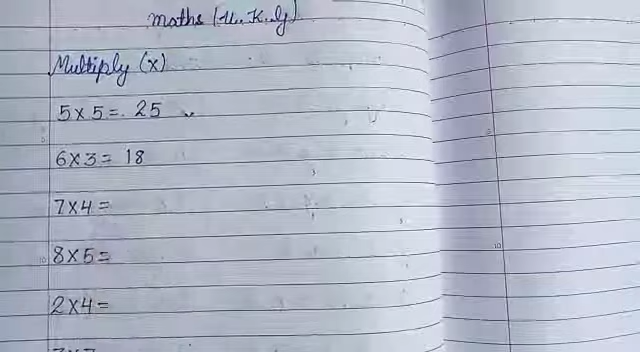 Maths (U.K.G)
Multiply (x)
5x5= 25
6x3= 18
7x4=
8x5=
2x4=